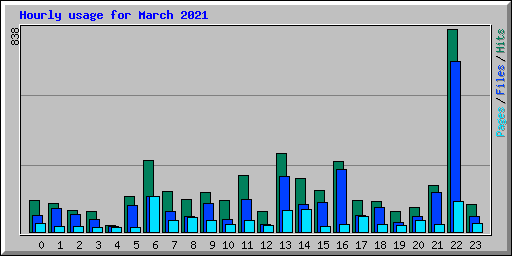 Hourly usage for March 2021
838
Pages / Files / Hits
0 1 2 3 4 5 6 7 8 9 10 11 12 13 14 15 16 17 18 19 20 21 22 23